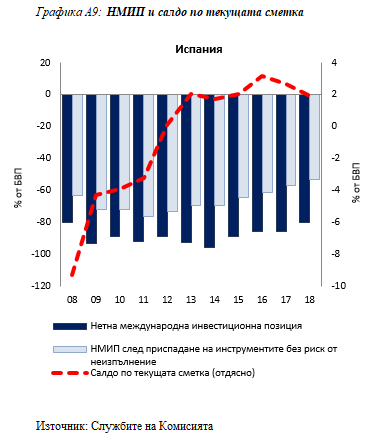 Графика А9: НМИП и салдо по текущата сметка
Испания
20 4
0 2
-20 0
-40 -2
-60 -4
-80 -6
-100 -8
-120 -10
% от БВП
% от БВП
08 09 10 11 12 13 14 15 16 17 18
Нетна международна инвестиционна позиция
НМИП след приспадане на инструментите без риск от
неизпълнение
Салдо по текущата сметка (отдясно)
Източник: Службите на Комисията